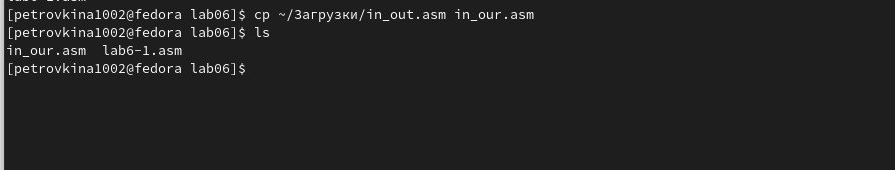 [petrovkina1002@fedora lab06]$ cp ~/Загрузки/in_out.asm in_our.asm
[petrovkina1002@fedora lab06]$ ls
in_our.asm  lab6-1.asm
[petrovkina1002@fedora lab06]$